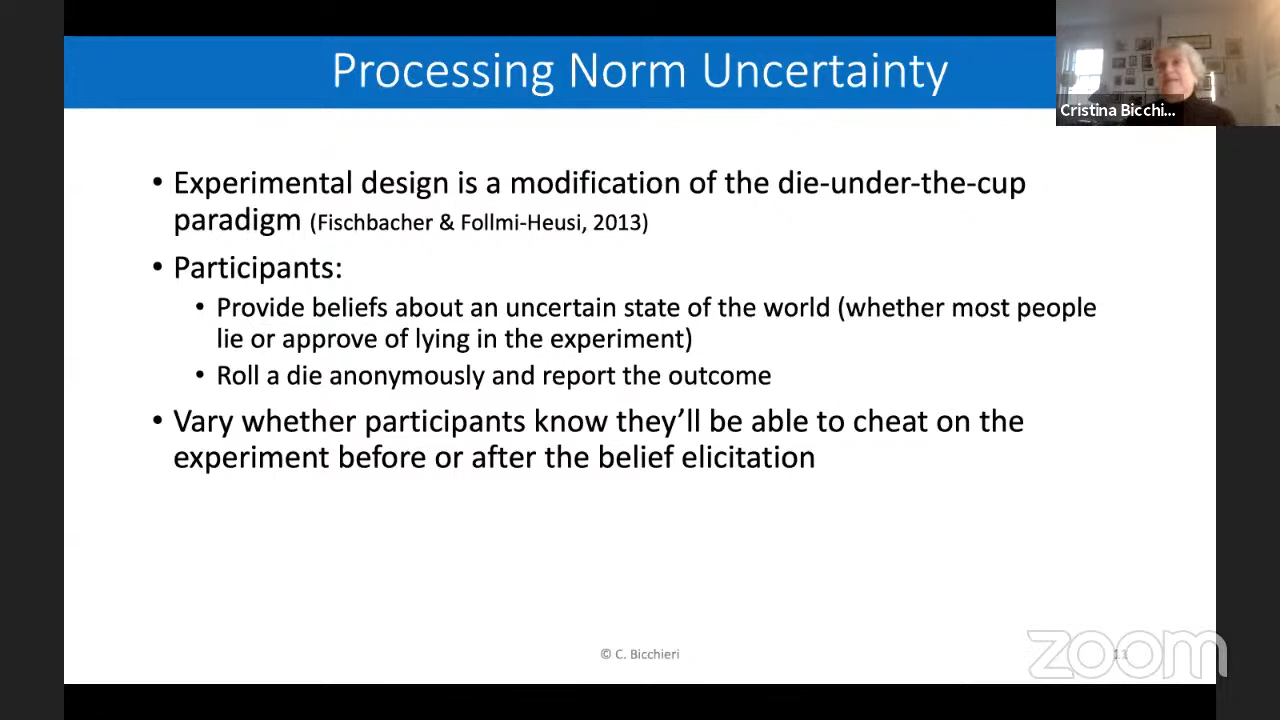 Processing Norm Uncertainty
Cristina Bicchi...
• Experimental design is a modification of the die-under-the-cup
paradigm (Fischbacher & Follmi-Heusi, 2013)
• Participants:
• Provide beliefs about an uncertain state of the world (whether most people
lie or approve of lying in the experiment)
• Roll a die anonymously and report the outcome
• Vary whether participants know they’ll be able to cheat on the
experiment before or after the belief elicitation
© C. Bicchieri
zoom